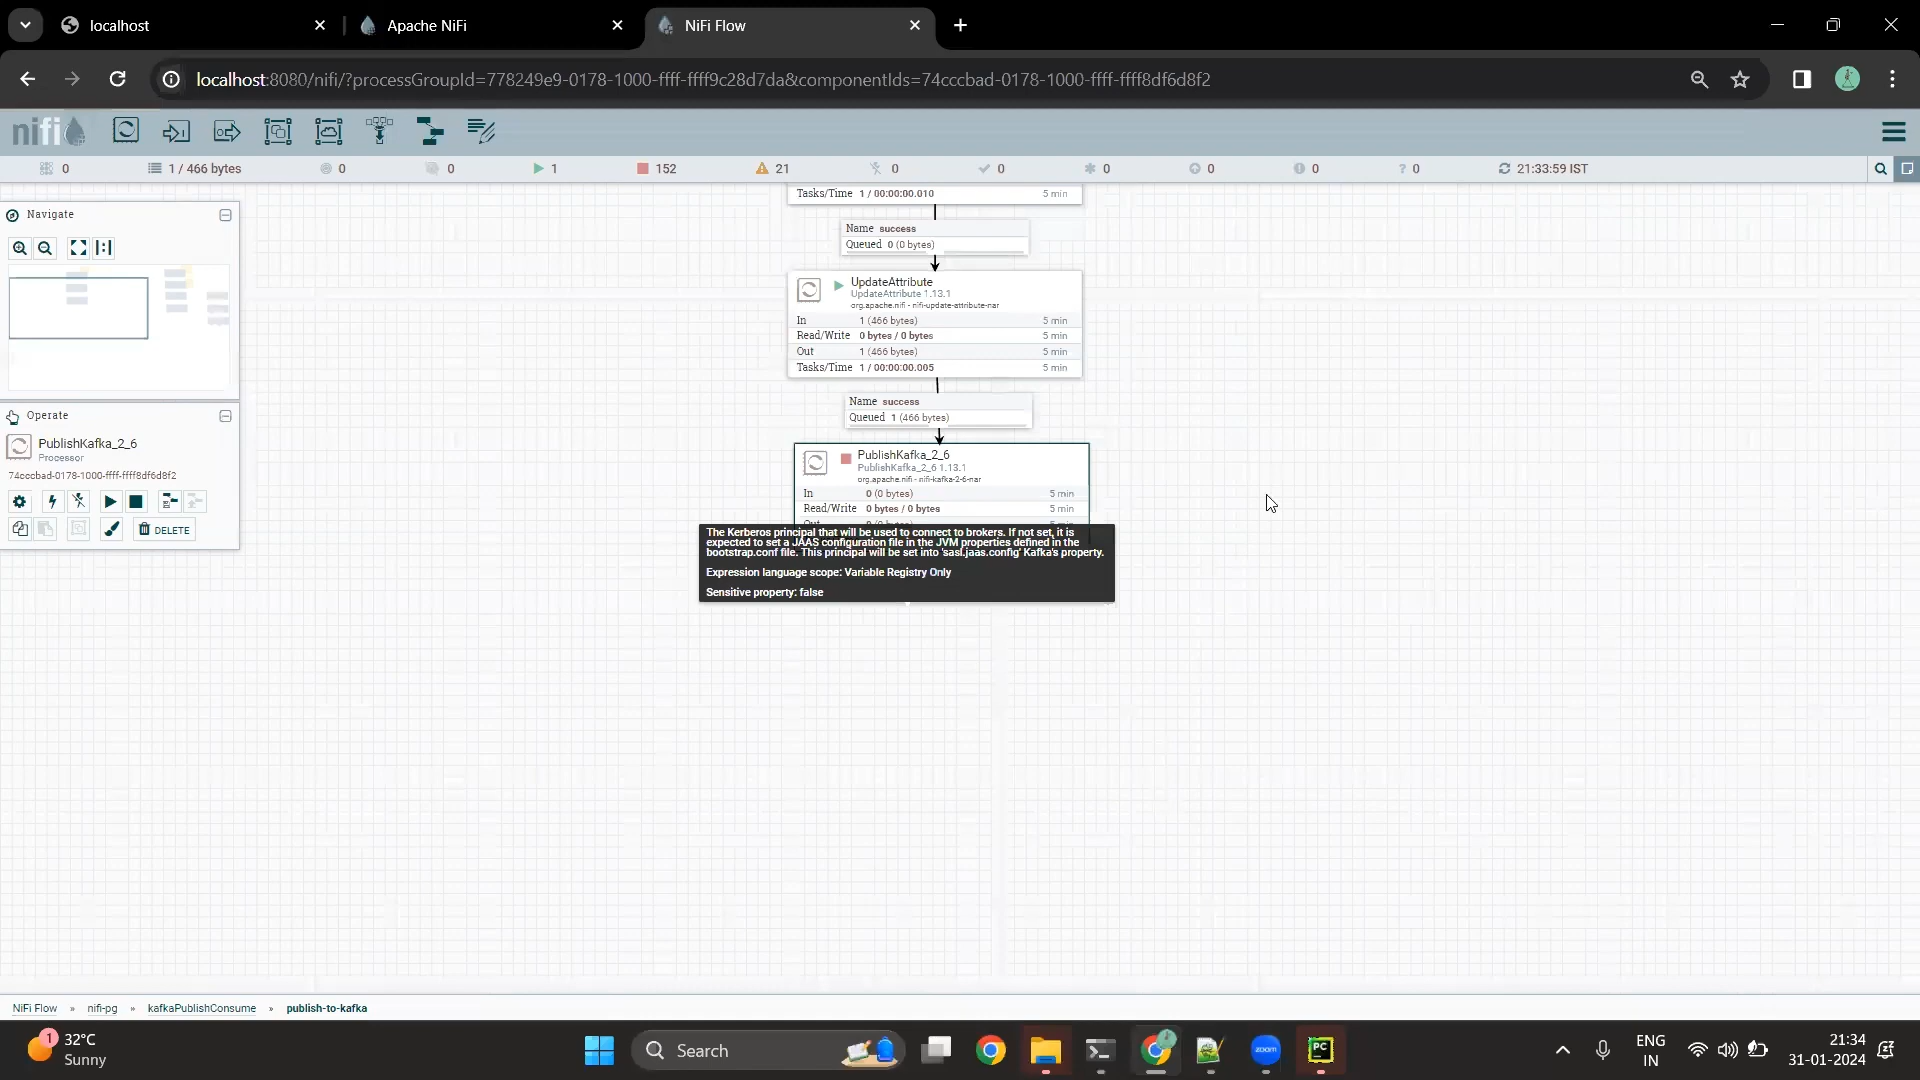 localhost
Apache NiFi
NiFi Flow
localhost:8080/nifi/?processGroupId=778249e9-0178-1000-ffff-ffff9c28d7da&componentIds=74cccbad-0178-1000-ffff-ffff8df6d8f2
nifi
0
1 / 466 bytes
0
0
1
152
21
0
0
0
0
0
? 0
21:33:59 IST
Tasks/Time 1 / 00:00:00.010 5 min
Navigate
Name success
Queued 0 (0 bytes)
UpdateAttribute
UpdateAttribute 1.13.1
org.apache.nifi - nifi-update-attribute-nar
In 1 (466 bytes) 5 min
Read/Write 0 bytes / 0 bytes 5 min
Out 1 (466 bytes) 5 min
Tasks/Time 1 / 00:00:00.005 5 min
Name success
Queued 1 (466 bytes)
Operate
PublishKafka_2_6
Processor
74cccbad-0178-1000-ffff-ffff8df6d8f2
DELETE
PublishKafka_2_6
PublishKafka_2_6 1.13.1
org.apache.nifi - nifi-kafka-2-6-nar
In 0 (0 bytes) 5 min
Read/Write 0 bytes / 0 bytes 5 min
The Kerberos principal that will be used to connect to brokers. If not set, it is
expected to set a JAAS configuration file in the JVM properties defined in the
bootstrap.conf file. This principal will be set into 'sasl.jaas.config' Kafka's property.
Expression language scope: Variable Registry Only
Sensitive property: false
NiFi Flow » nifi-pg » kafkaPublishConsume » publish-to-kafka
1
32°C
Sunny
Search
zoom
PC
ENG
IN
21:34
31-01-2024